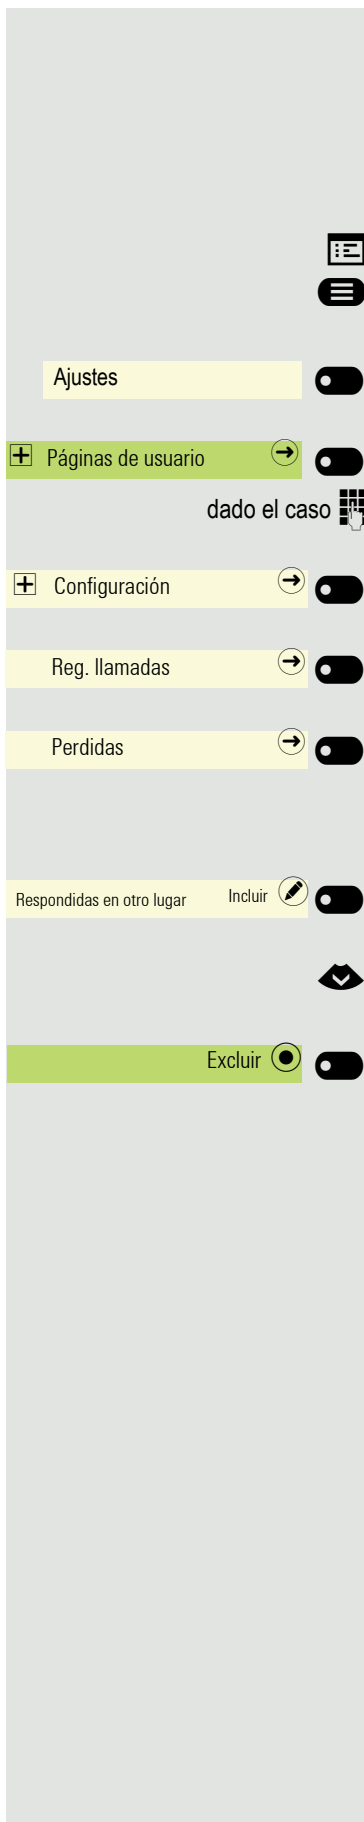 Ajustes
Páginas de usuario
dado el caso
Configuración
Reg. llamadas
Perdidas
Respondidas en otro lugar Incluir
Excluir